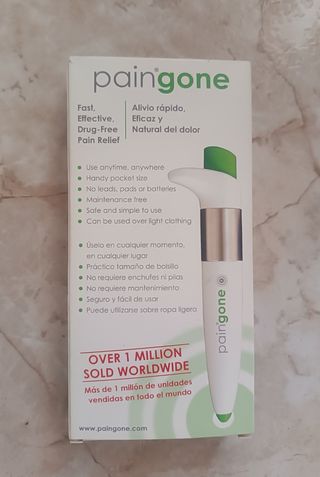 pain®gone
Fast,
Effective,
Drug-Free
Pain Relief
Alivio rápido,
Eficaz y
Natural del dolor
• Use anytime, anywhere
• Handy pocket size
• No leads, pads or batteries
• Maintenance free
• Safe and simple to use
• Can be used over light clothing
• Úselo en cualquier momento,
en cualquier lugar
• Práctico tamaño de bolsillo
• No requiere enchufes ni pilas
• No requiere mantenimiento
• Seguro y fácil de usar
• Puede utilizarse sobre ropa ligera
paingone
OVER 1 MILLION
SOLD WORLDWIDE
Más de 1 millón de unidades
vendidas en todo el mundo
www.paingone.com